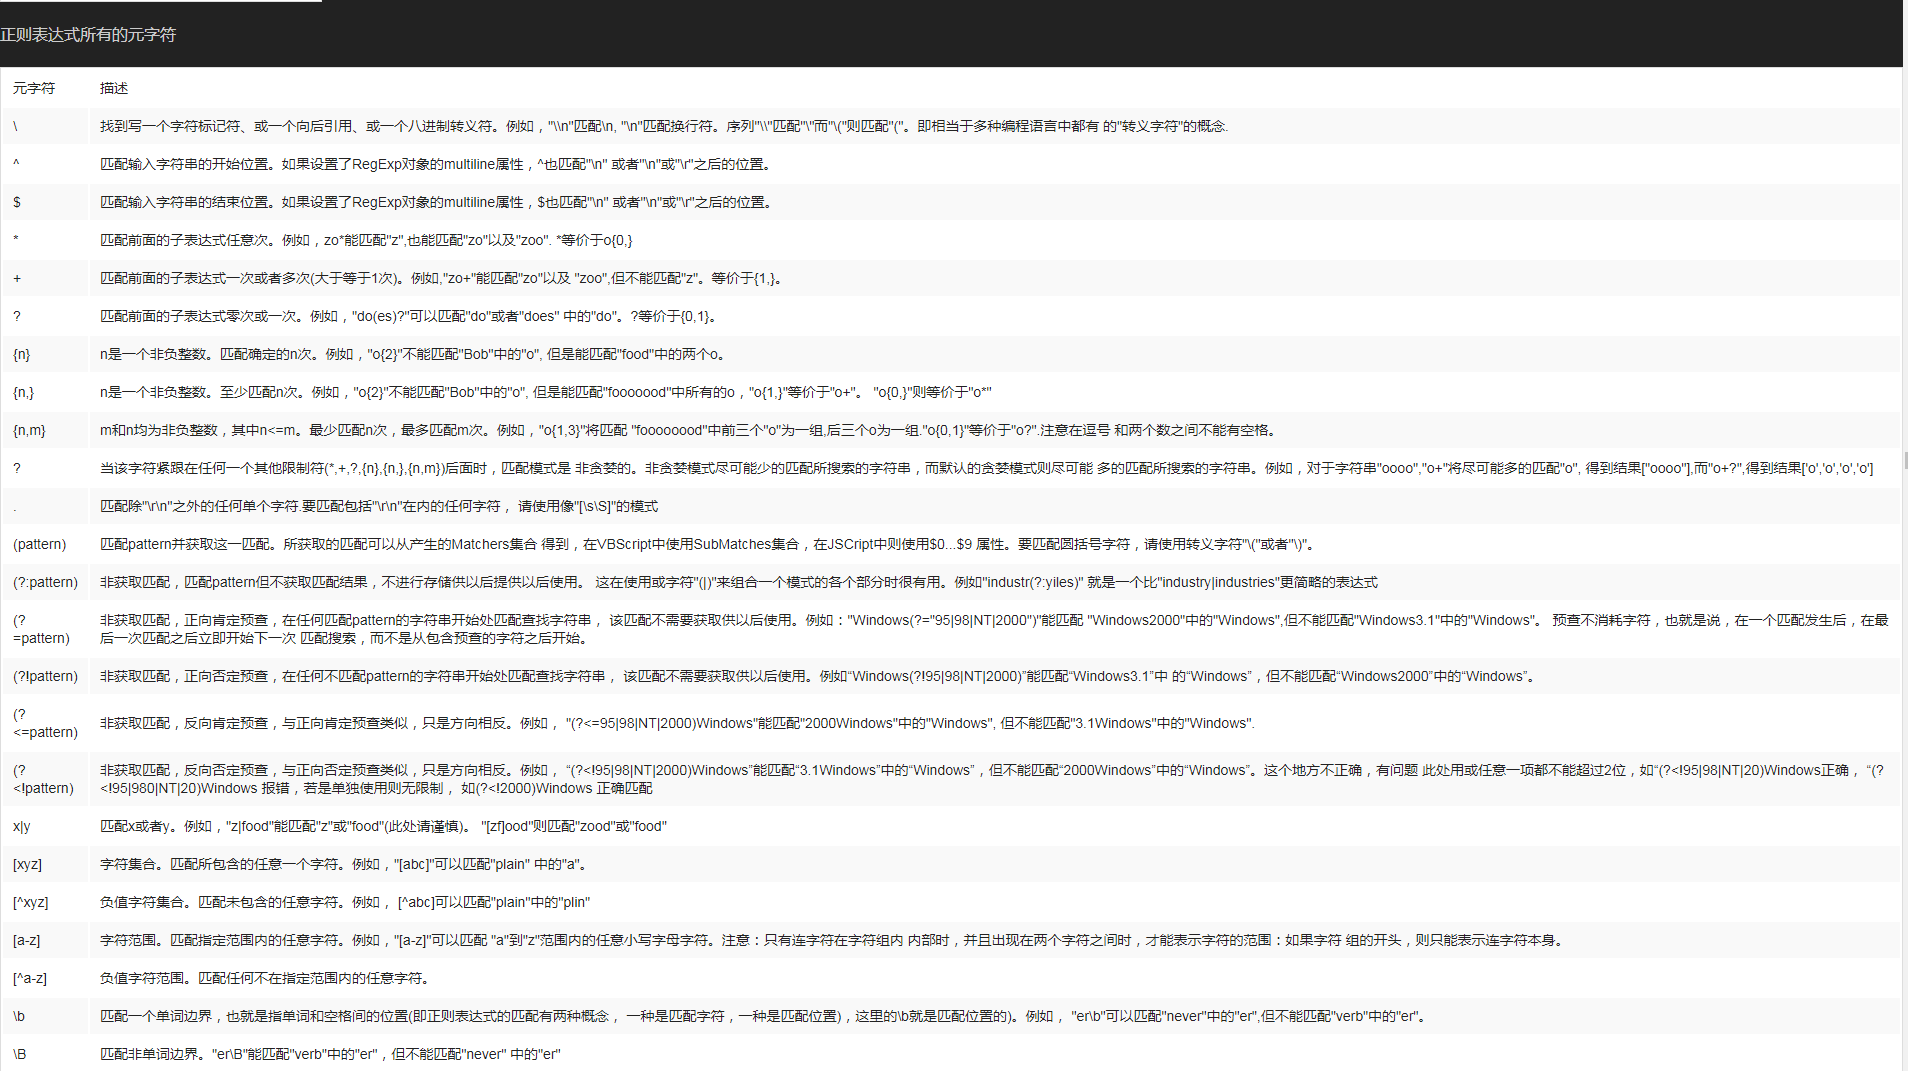 正则表达式所有的元字符
元字符 描述
\ 找到写一个字符标记符、或一个向后引用、或一个八进制转义符。例如，"\\n"匹配\n, "\n"匹配换行符。序列"\\"匹配"\"而"\("则匹配"("。即相当于多种编程语言中都有 的"转义字符"的概念.
^ 匹配输入字符串的开始位置。如果设置了RegExp对象的multiline属性，^也匹配"\n" 或者"\n"或"\r"之后的位置。
$ 匹配输入字符串的结束位置。如果设置了RegExp对象的multiline属性，$也匹配"\n" 或者"\n"或"\r"之后的位置。
* 匹配前面的子表达式任意次。例如，zo*能匹配"z",也能匹配"zo"以及"zoo". *等价于o{0,}
+ 匹配前面的子表达式一次或者多次(大于等于1次)。例如,"zo+"能匹配"zo"以及 "zoo",但不能匹配"z"。等价于{1,}。
? 匹配前面的子表达式零次或一次。例如，"do(es)?"可以匹配"do"或者"does" 中的"do"。?等价于{0,1}。
{n} n是一个非负整数。匹配确定的n次。例如，"o{2}"不能匹配"Bob"中的"o", 但是能匹配"food"中的两个o。
{n,} n是一个非负整数。至少匹配n次。例如，"o{2}"不能匹配"Bob"中的"o", 但是能匹配"fooooood"中所有的o，"o{1,}"等价于"o+"。 "o{0,}"则等价于"o*"
{n,m} m和n均为非负整数，其中n<=m。最少匹配n次，最多匹配m次。例如，"o{1,3}"将匹配 "foooooood"中前三个"o"为一组,后三个o为一组."o{0,1}"等价于"o?".注意在逗号 和两个数之间不能有空格。
? 当该字符紧跟在任何一个其他限制符(*,+,?,{n},{n,},{n,m})后面时，匹配模式是 非贪婪的。非贪婪模式尽可能少的匹配所搜索的字符串，而默认的贪婪模式则尽可能 多的匹配所搜索的字符串。例如，对于字符串"oooo","o+"将尽可能多的匹配"o", 得到结果["oooo"],而"o+?",得到结果['o','o','o','o']
. 匹配除"\r\n"之外的任何单个字符.要匹配包括"\r\n"在内的任何字符， 请使用像"[\s\S]"的模式
(pattern) 匹配pattern并获取这一匹配。所获取的匹配可以从产生的Matchers集合 得到，在VBScript中使用SubMatches集合，在JSCript中则使用$0...$9 属性。要匹配圆括号字符，请使用转义字符"\("或者"\)"。
(?:pattern) 非获取匹配，匹配pattern但不获取匹配结果，不进行存储供以后提供以后使用。 这在使用或字符"(|)"来组合一个模式的各个部分时很有用。例如"industr(?:yiles)" 就是一个比"industry|industries"更简略的表达式
(? 非获取匹配，正向肯定预查，在任何匹配pattern的字符串开始处匹配查找字符串， 该匹配不需要获取供以后使用。例如："Windows(?="95|98|NT|2000")"能匹配 "Windows2000"中的"Windows",但不能匹配"Windows3.1"中的"Windows"。 预查不消耗字符，也就是说，在一个匹配发生后，在最
=pattern) 后一次匹配之后立即开始下一次 匹配搜索，而不是从包含预查的字符之后开始。
(?!pattern) 非获取匹配，正向否定预查，在任何不匹配pattern的字符串开始处匹配查找字符串， 该匹配不需要获取供以后使用。例如“Windows(?!95|98|NT|2000)”能匹配“Windows3.1”中 的“Windows”，但不能匹配“Windows2000”中的“Windows”。
(?
<=pattern) 非获取匹配，反向肯定预查，与正向肯定预查类似，只是方向相反。例如， "(?<=95|98|NT|2000)Windows"能匹配"2000Windows"中的"Windows", 但不能匹配"3.1Windows"中的"Windows".
(? 非获取匹配，反向否定预查，与正向否定预查类似，只是方向相反。例如， “(?<!95|98|NT|2000)Windows”能匹配“3.1Windows”中的“Windows”，但不能匹配“2000Windows”中的“Windows”。这个地方不正确，有问题 此处用或任意一项都不能超过2位，如“(?<!95|98|NT|20)Windows正确， “(?
<!pattern) <!95|980|NT|20)Windows 报错，若是单独使用则无限制， 如(?<!2000)Windows 正确匹配
x|y 匹配x或者y。例如，"z|food"能匹配"z"或"food"(此处请谨慎)。 "[zf]ood"则匹配"zood"或"food"
[xyz] 字符集合。匹配所包含的任意一个字符。例如，"[abc]"可以匹配"plain" 中的"a"。
[^xyz] 负值字符集合。匹配未包含的任意字符。例如， [^abc]可以匹配"plain"中的"plin"
[a-z] 字符范围。匹配指定范围内的任意字符。例如，"[a-z]"可以匹配 "a"到"z"范围内的任意小写字母字符。注意：只有连字符在字符组内 内部时，并且出现在两个字符之间时，才能表示字符的范围：如果字符 组的开头，则只能表示连字符本身。
[^a-z] 负值字符范围。匹配任何不在指定范围内的任意字符。
\b 匹配一个单词边界，也就是指单词和空格间的位置(即正则表达式的匹配有两种概念， 一种是匹配字符，一种是匹配位置)，这里的\b就是匹配位置的)。例如， "er\b"可以匹配"never"中的"er",但不能匹配"verb"中的"er"。
\B 匹配非单词边界。"er\B"能匹配"verb"中的"er"，但不能匹配"never" 中的"er"